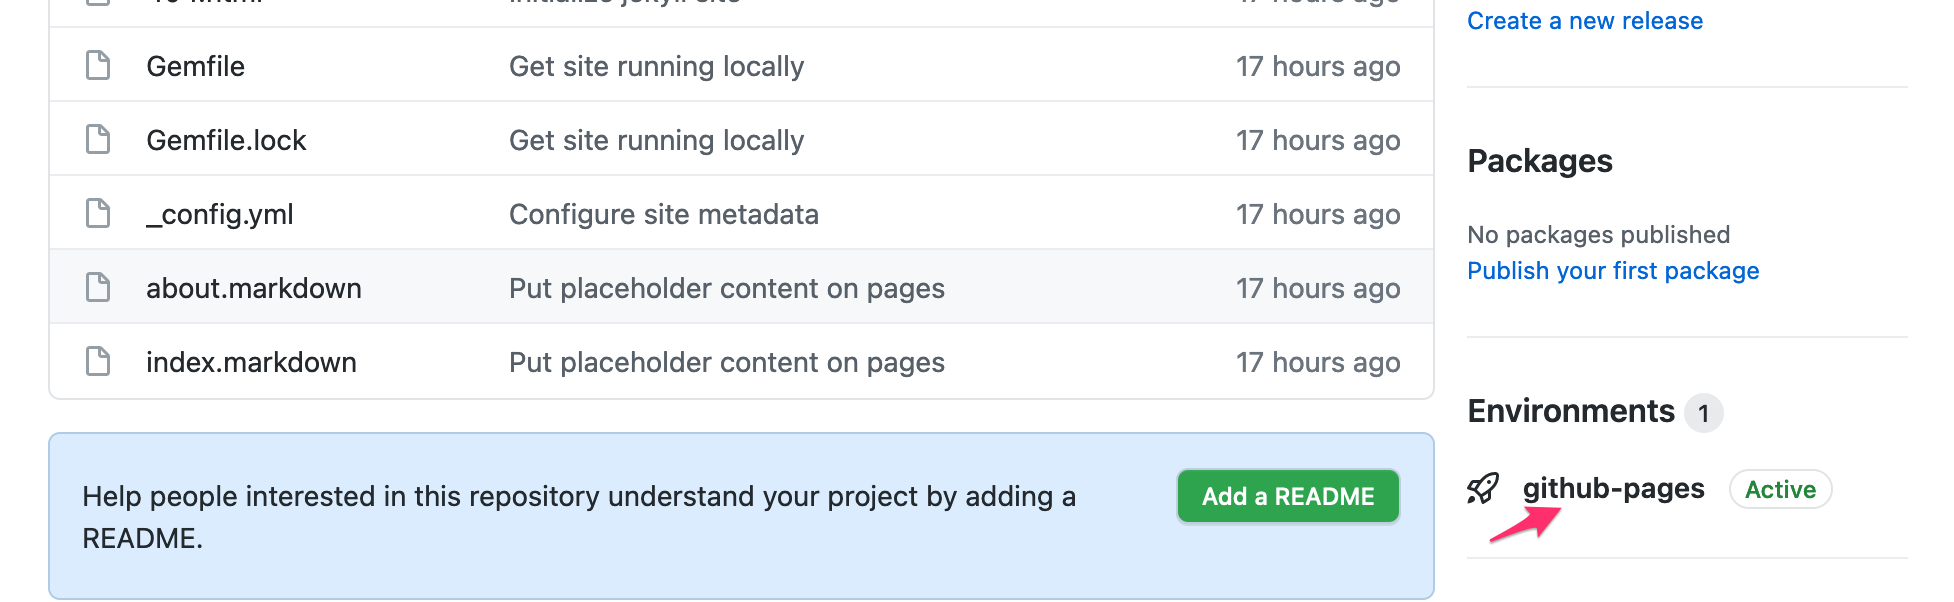 Gemfile Get site running locally 17 hours ago
Gemfile.lock Get site running locally 17 hours ago
_config.yml Configure site metadata 17 hours ago
about.markdown Put placeholder content on pages 17 hours ago
index.markdown Put placeholder content on pages 17 hours ago
Help people interested in this repository understand your project by adding a
README.
Add a README
Create a new release
Packages
No packages published
Publish your first package
Environments 1
github-pages Active